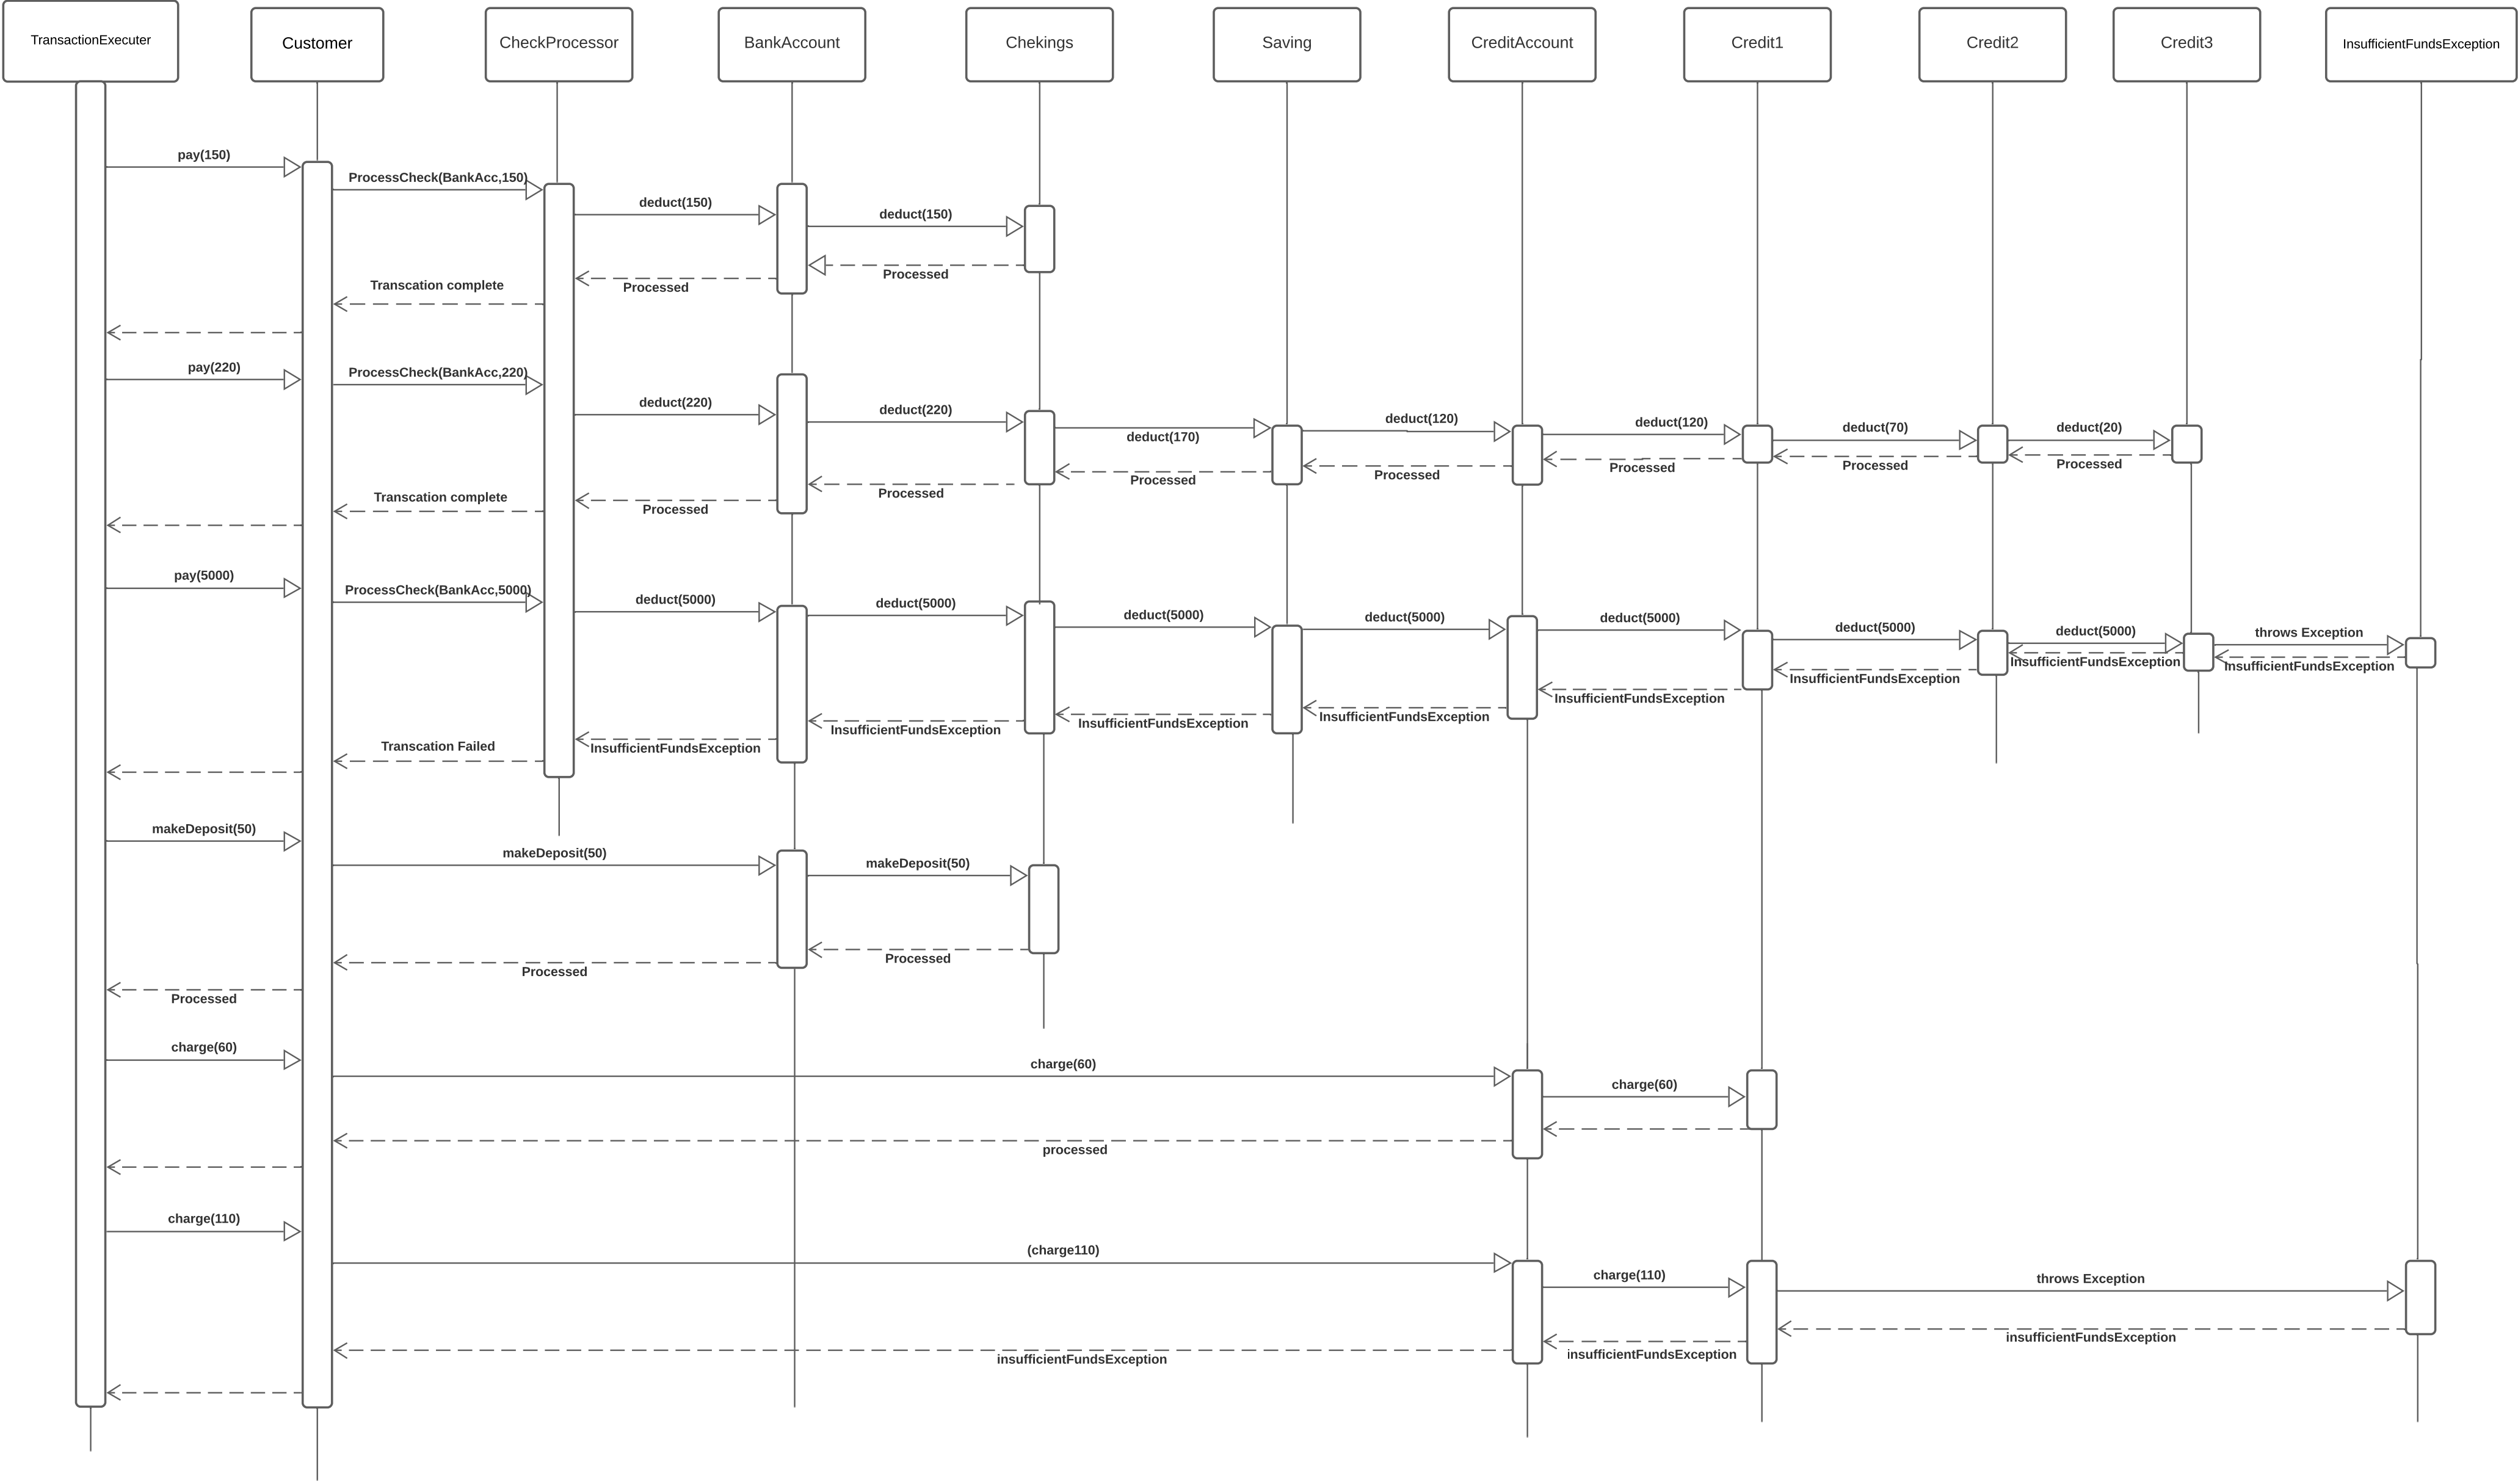 TransactionExecuter
Customer
CheckProcessor
BankAccount
Chekings
Saving
CreditAccount
Credit1
Credit2
Credit3
InsufficientFundsException
pay(150)
ProcessCheck(BankAcc,150)
deduct(150)
deduct(150)
Processed
Processed
Transcation complete
pay(220)
ProcessCheck(BankAcc,220)
deduct(220)
deduct(220)
deduct(170)
deduct(120)
deduct(120)
deduct(70)
deduct(20)
Processed
Processed
Processed
Processed
Processed
Processed
Processed
Transcation complete
pay(5000)
ProcessCheck(BankAcc,5000)
deduct(5000)
deduct(5000)
deduct(5000)
deduct(5000)
deduct(5000)
deduct(5000)
deduct(5000)
throws Exception
InsufficientFundsException
InsufficientFundsException
InsufficientFundsException
InsufficientFundsException
InsufficientFundsException
InsufficientFundsException
InsufficientFundsException
InsufficientFundsException
Transcation Failed
makeDeposit(50)
makeDeposit(50)
makeDeposit(50)
Processed
Processed
Processed
charge(60)
charge(60)
charge(60)
processed
charge(110)
(charge110)
charge(110)
throws Exception
insufficientFundsException
insufficientFundsException
insufficientFundsException